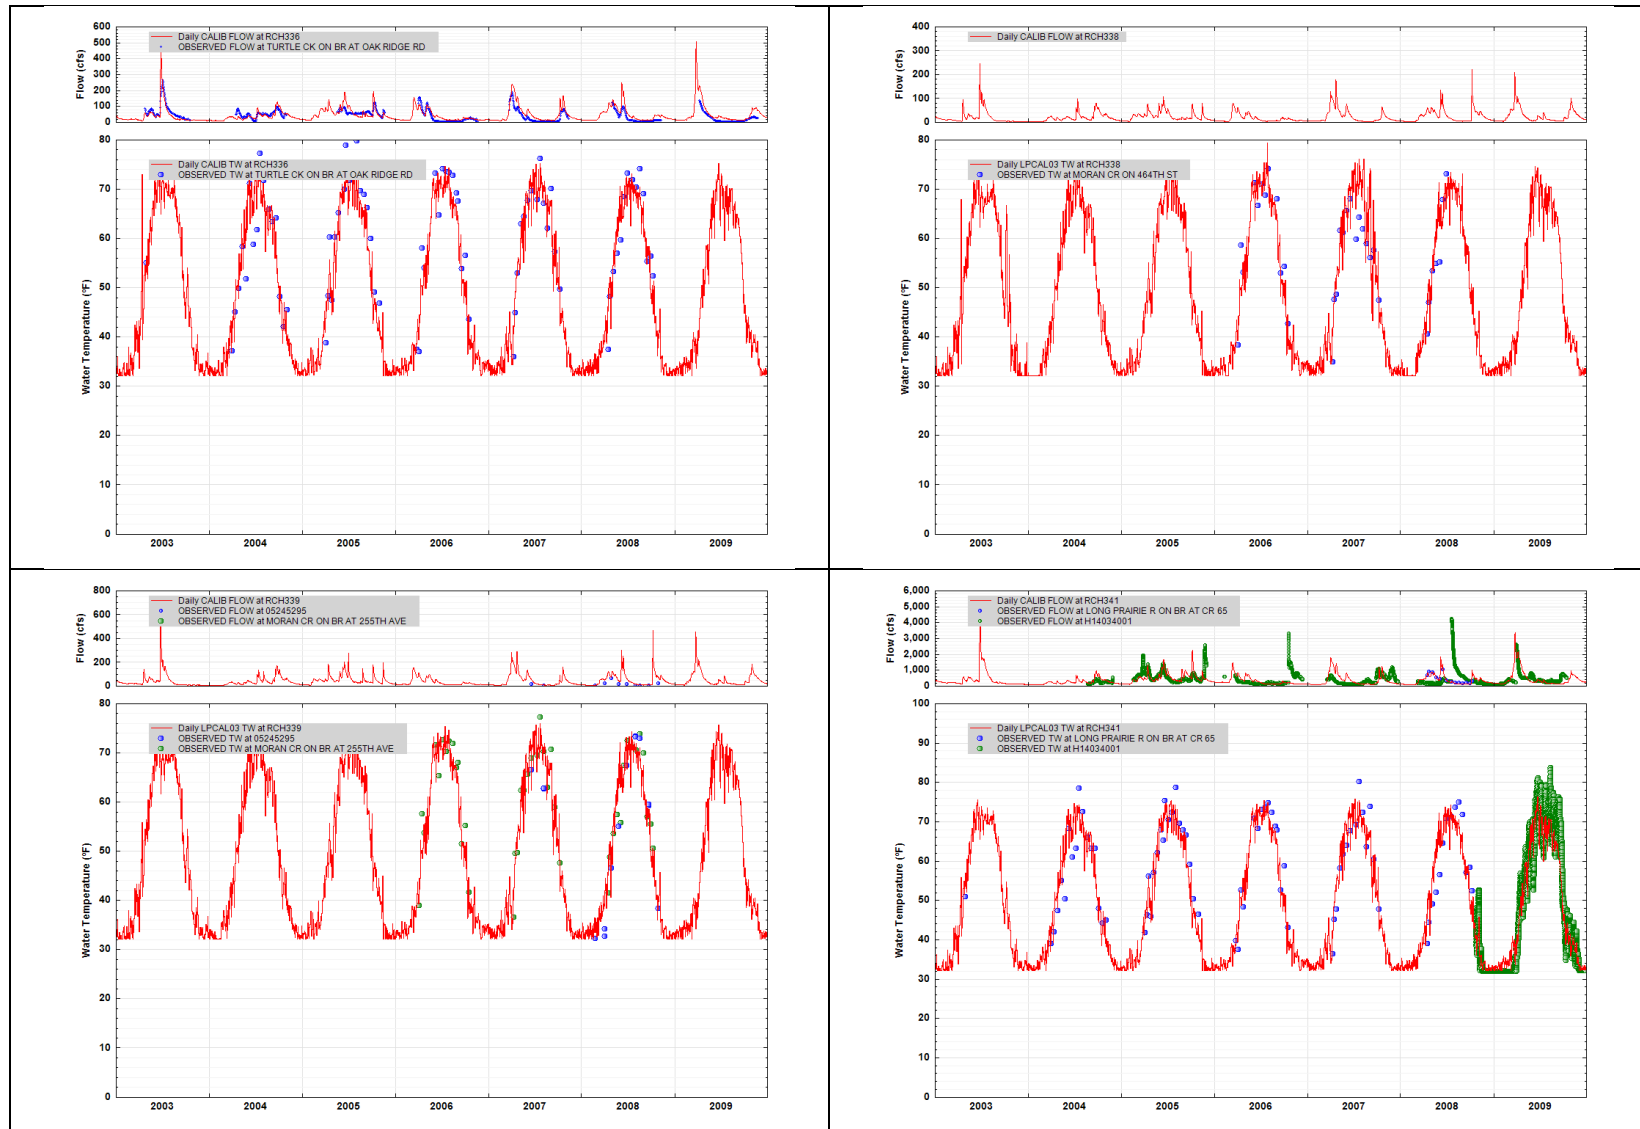 600
500
400
300
200
100
0
Flow (cfs)
Daily CALIB FLOW at RCH336
OBSERVED FLOW at TURTLE CK ON BR AT OAK RIDGE RD
80
70
60
50
40
30
20
10
0
Water Temperature (°F)
Daily CALIB TW at RCH336
OBSERVED TW at TURTLE CK ON BR AT OAK RIDGE RD
2003 2004 2005 2006 2007 2008 2009
400
300
200
100
0
Flow (cfs)
Daily CALIB FLOW at RCH338
80
70
60
50
40
30
20
10
0
Water Temperature (°F)
Daily LPCAL03 TW at RCH338
OBSERVED TW at MORAN CR ON 464TH ST
2003 2004 2005 2006 2007 2008 2009
800
600
400
200
0
Flow (cfs)
Daily CALIB FLOW at RCH339
OBSERVED FLOW at 05245295
OBSERVED FLOW at MORAN CR ON BR AT 255TH AVE
80
70
60
50
40
30
20
10
0
Water Temperature (°F)
Daily LPCAL03 TW at RCH339
OBSERVED TW at 05245295
OBSERVED TW at MORAN CR ON BR AT 255TH AVE
2003 2004 2005 2006 2007 2008 2009
6,000
5,000
4,000
3,000
2,000
1,000
0
Flow (cfs)
Daily CALIB FLOW at RCH341
OBSERVED FLOW at LONG PRAIRIE R ON BR AT CR 65
OBSERVED FLOW at H14034001
100
90
80
70
60
50
40
30
20
10
0
Water Temperature (°F)
Daily LPCAL03 TW at RCH341
OBSERVED TW at LONG PRAIRIE R ON BR AT CR 65
OBSERVED TW at H14034001
2003 2004 2005 2006 2007 2008 2009